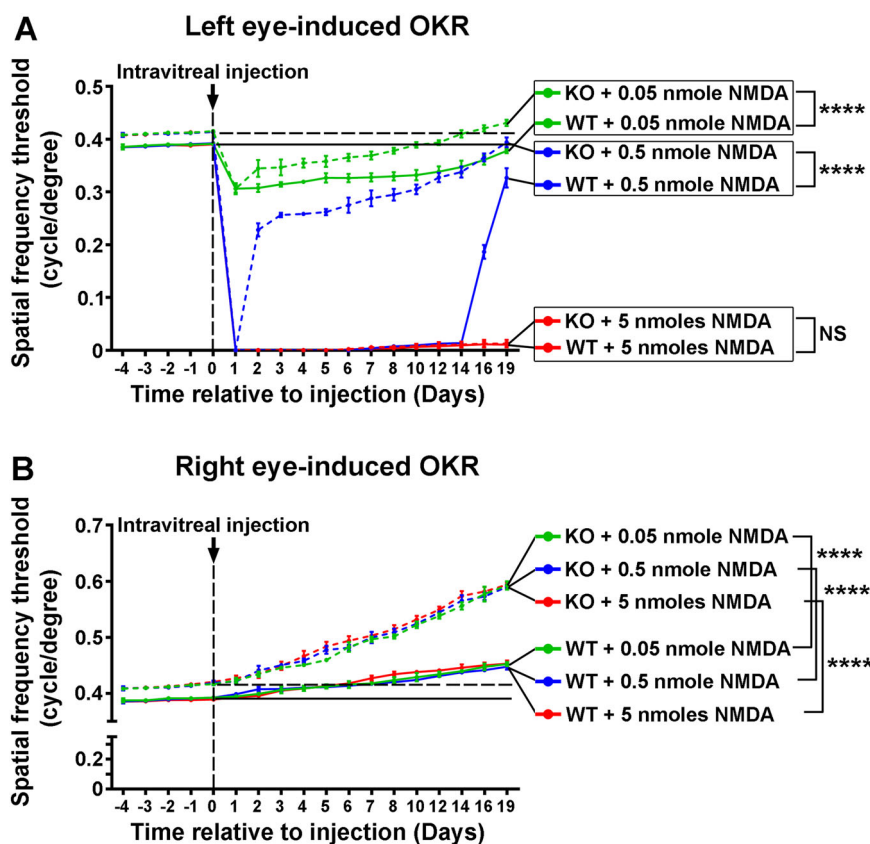 A
Left eye-induced OKR
Intravitreal injection
Spatial frequency threshold
(cycle/degree)
0.5
0.4
0.3
0.2
0.1
0
-4 -3 -2 -1 0 1 2 3 4 5 6 7 8 10 12 14 16 19
Time relative to injection (Days)
KO + 0.05 nmole NMDA
WT + 0.05 nmole NMDA
****
KO + 0.5 nmole NMDA
WT + 0.5 nmole NMDA
****
KO + 5 nmoles NMDA
WT + 5 nmoles NMDA
NS
B
Right eye-induced OKR
Intravitreal injection
Spatial frequency threshold
(cycle/degree)
0.7
0.6
0.5
0.4
0.2
0
-4 -3 -2 -1 0 1 2 3 4 5 6 7 8 9 10 12 14 16 19
Time relative to injection (Days)
KO + 0.05 nmole NMDA
KO + 0.5 nmole NMDA
KO + 5 nmoles NMDA
WT + 0.05 nmole NMDA
WT + 0.5 nmole NMDA
WT + 5 nmoles NMDA
****
****
****